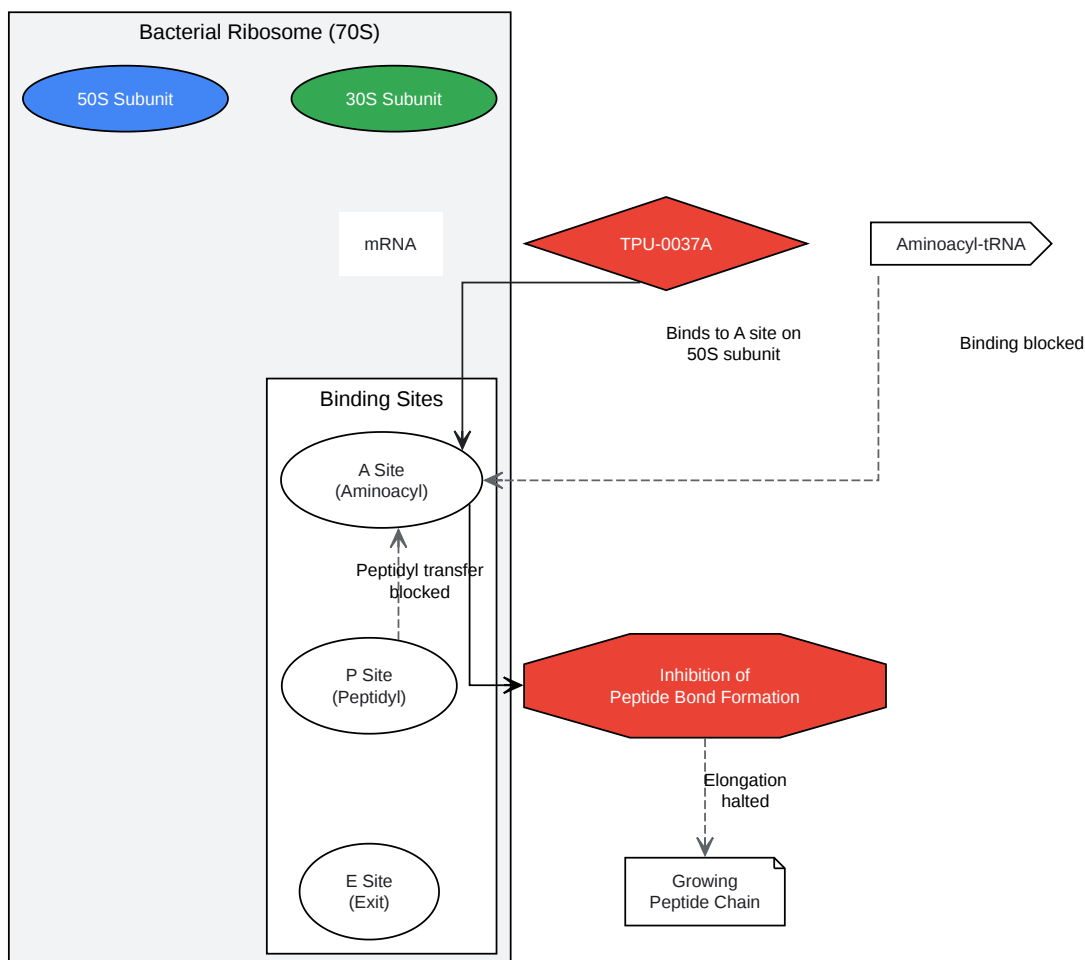 Bacterial Ribosome (70S)
50S Subunit
30S Subunit
mRNA
TPU-0037A
Aminoacyl-tRNA
Binds to A site on
50S subunit
Binding blocked
Binding Sites
A Site
(Aminoacyl)
Peptidyl transfer
blocked
P Site
(Peptidyl)
Inhibition of
Peptide Bond Formation
Elongation
halted
E Site
(Exit)
Growing
Peptide Chain